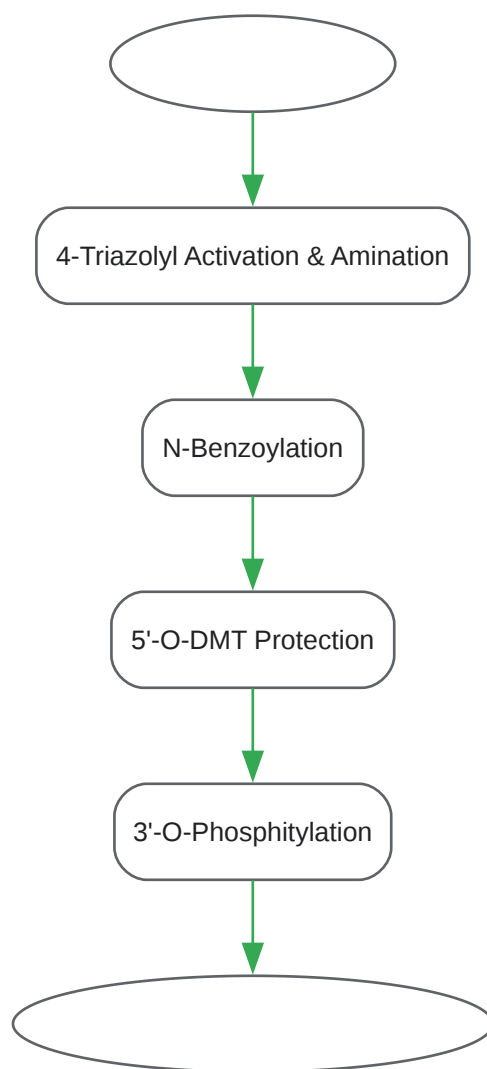 4-Triazolyl Activation & Amination
N-Benzoylation
5'-O-DMT Protection
3'-O-Phosphitylation